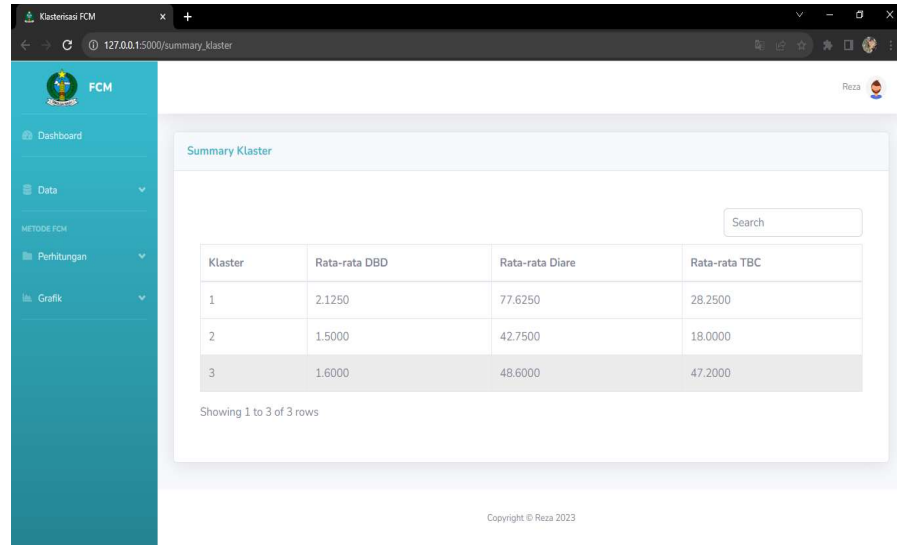 Klasterisasi FCM
127.0.0.1:5000/summary_klaster
FCM
Reza
Dashboard
Data
METODE FCM
Perhitungan
Grafik
Summary Klaster
Search
Klaster Rata-rata DBD Rata-rata Diare Rata-rata TBC
1 2.1250 77.6250 28.2500
2 1.5000 42.7500 18.0000
3 1.6000 48.6000 47.2000
Showing 1 to 3 of 3 rows
Copyright © Reza 2023